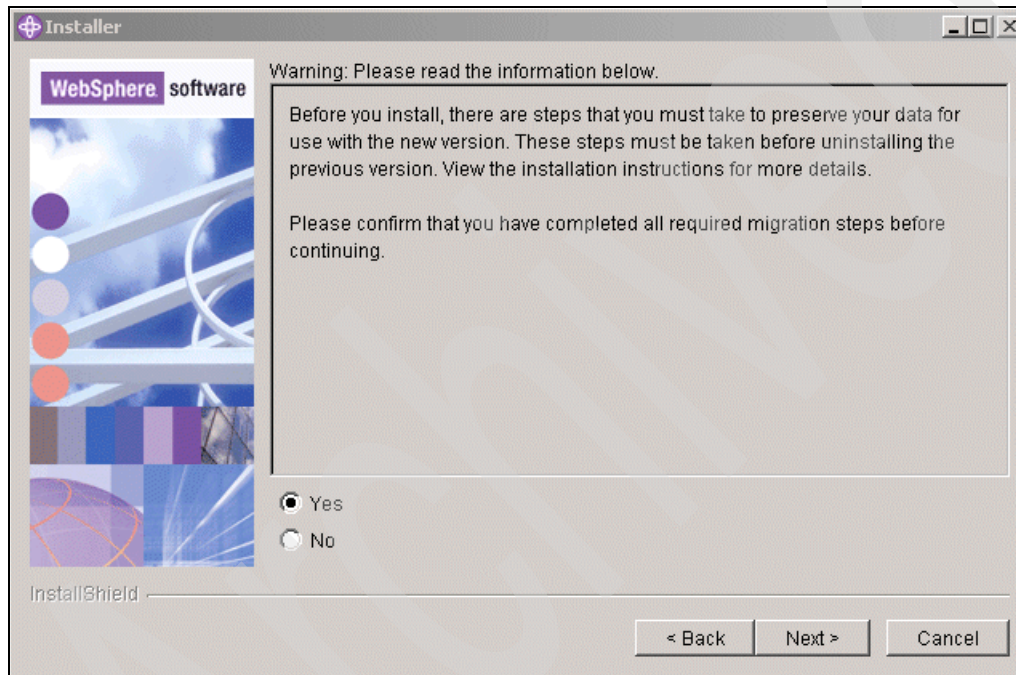 Installer
WebSphere software
Warning: Please read the information below.
Before you install, there are steps that you must take to preserve your data for
use with the new version. These steps must be taken before uninstalling the
previous version. View the installation instructions for more details.
Please confirm that you have completed all required migration steps before
continuing.
Yes
No
InstallShield
< Back
Next >
Cancel